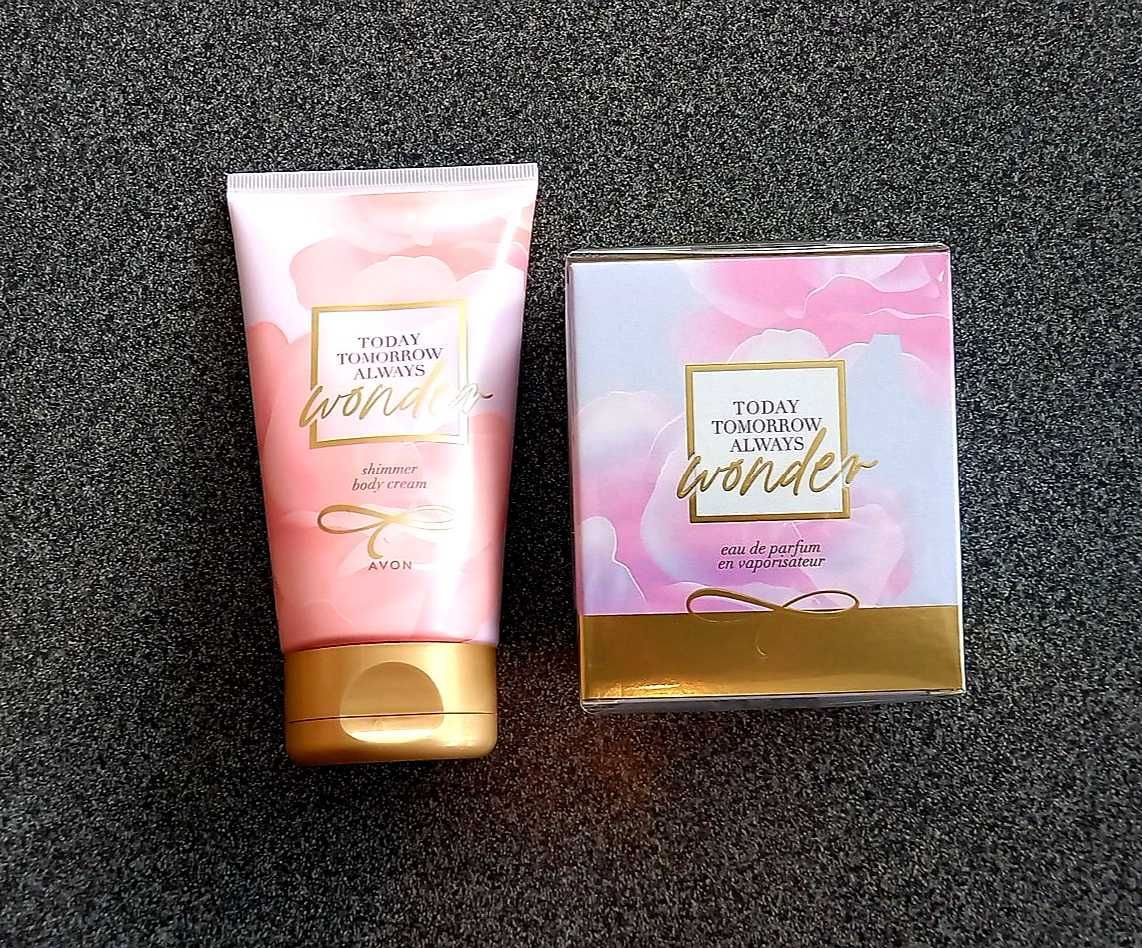 TODAY
TOMORROW
ALWAYS
wonder
shimmer
body cream
AVON
TODAY
TOMORROW
ALWAYS
wonder
eau de parfum
en vaporisateur